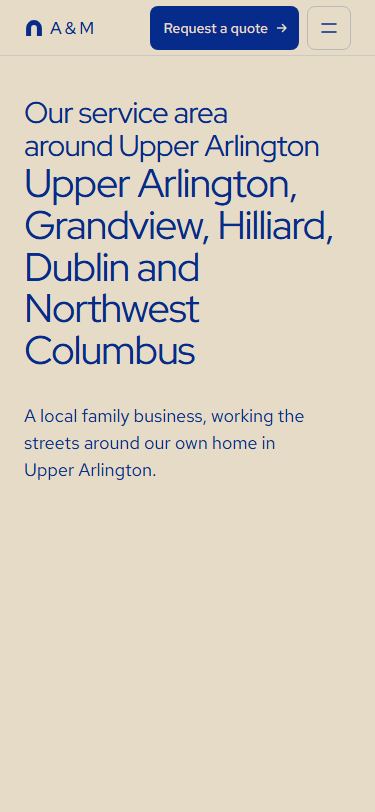 A & M
Request a quote →
Our service area
around Upper Arlington
Upper Arlington,
Grandview, Hilliard,
Dublin and
Northwest
Columbus
A local family business, working the
streets around our own home in
Upper Arlington.